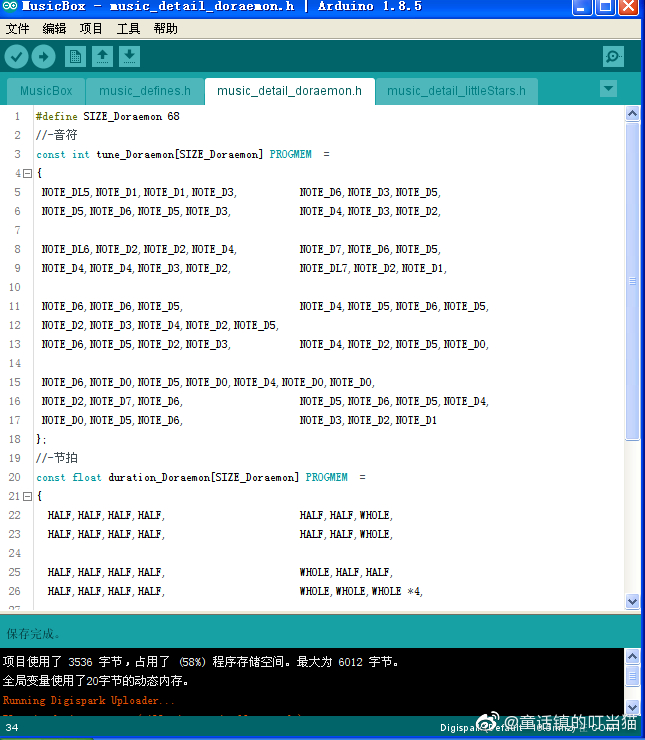 MusicBox - music_detail_doraemon.h | Arduino 1.8.5
文件 编辑 项目 工具 帮助
MusicBox music_defines.h music_detail_doraemon.h music_detail_littleStars.h
1 #define SIZE_Doraemon 68
2 //-音符
3 const int tune_Doraemon[SIZE_Doraemon] PROGMEM =
4 {
5 NOTE_DL5,NOTE_D1,NOTE_D1,NOTE_D3, NOTE_D6,NOTE_D3,NOTE_D5,
6 NOTE_D5,NOTE_D6,NOTE_D5,NOTE_D3, NOTE_D4,NOTE_D3,NOTE_D2,
7
8 NOTE_DL6,NOTE_D2,NOTE_D2,NOTE_D4, NOTE_D7,NOTE_D6,NOTE_D5,
9 NOTE_D4,NOTE_D4,NOTE_D3,NOTE_D2, NOTE_DL7,NOTE_D2,NOTE_D1,
10
11 NOTE_D6,NOTE_D6,NOTE_D5, NOTE_D4,NOTE_D5,NOTE_D6,NOTE_D5,
12 NOTE_D2,NOTE_D3,NOTE_D4,NOTE_D2,NOTE_D5,
13 NOTE_D6,NOTE_D5,NOTE_D2,NOTE_D3, NOTE_D4,NOTE_D2,NOTE_D5,NOTE_D0,
14
15 NOTE_D6,NOTE_D0,NOTE_D5,NOTE_D0,NOTE_D4,NOTE_D0,NOTE_D0,
16 NOTE_D2,NOTE_D7,NOTE_D6, NOTE_D5,NOTE_D6,NOTE_D5,NOTE_D4,
17 NOTE_D0,NOTE_D5,NOTE_D6, NOTE_D3,NOTE_D2,NOTE_D1
18 };
19 //-节拍
20 const float duration_Doraemon[SIZE_Doraemon] PROGMEM =
21 {
22 HALF,HALF,HALF,HALF, HALF,HALF,WHOLE,
23 HALF,HALF,HALF,HALF, HALF,HALF,WHOLE,
24
25 HALF,HALF,HALF,HALF, WHOLE,HALF,HALF,
26 HALF,HALF,HALF,HALF, WHOLE,WHOLE,WHOLE *4,
27
保存完成。
项目使用了 3536 字节，占用了 (58%) 程序存储空间。最大为 6012 字节。
全局变量使用了20字节的动态内存。
Running Digispark Uploader...
34
@童话镇的叮当猫